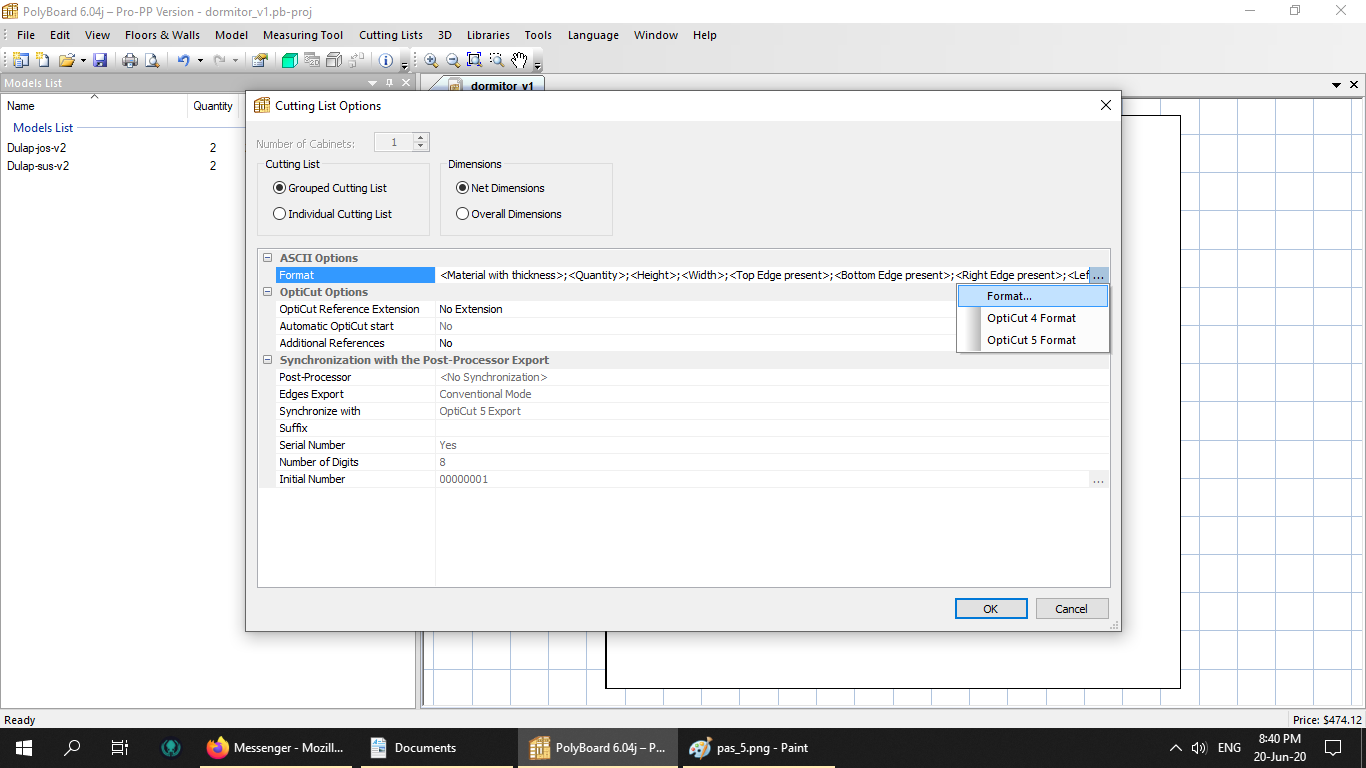 PolyBoard 6.04j – Pro-PP Version - dormitor_v1.pb-proj
File Edit View Floors & Walls Model Measuring Tool Cutting Lists 3D Libraries Tools Language Window Help
Models List
dormitor_v1
Name Quantity
Models List
Dulap-jos-v2 2
Dulap-sus-v2 2
Cutting List Options
Number of Cabinets: 1
Cutting List Dimensions
Grouped Cutting List Net Dimensions
Individual Cutting List Overall Dimensions
ASCII Options
Format <Material with thickness>;<Quantity>;<Height>;<Width>;<Top Edge present>;<Bottom Edge present>;<Right Edge present>;<Lef ...
OptiCut Options
Format...
OptiCut Reference Extension No Extension
OptiCut 4 Format
Automatic OptiCut start No
Additional References No
OptiCut 5 Format
Synchronization with the Post-Processor Export
Post-Processor <No Synchronization>
Edges Export Conventional Mode
Synchronize with OptiCut 5 Export
Suffix
Serial Number Yes
Number of Digits 8
Initial Number 00000001 ...
OK Cancel
Ready Price: $474.12
Messenger - Mozill... Documents PolyBoard 6.04j – P... pas_5.png - Paint ENG 8:40 PM
20-Jun-20